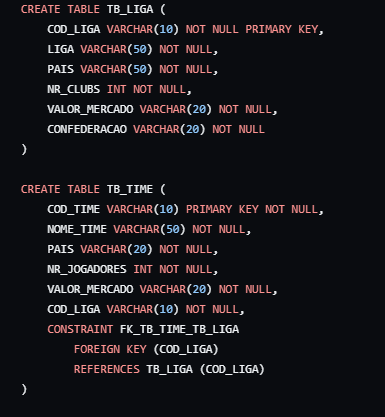 CREATE TABLE TB_LIGA (
    COD_LIGA VARCHAR(10) NOT NULL PRIMARY KEY,
    LIGA VARCHAR(50) NOT NULL,
    PAIS VARCHAR(50) NOT NULL,
    NR_CLUBS INT NOT NULL,
    VALOR_MERCADO VARCHAR(20) NOT NULL,
    CONFEDERACAO VARCHAR(20) NOT NULL
)
CREATE TABLE TB_TIME (
    COD_TIME VARCHAR(10) PRIMARY KEY NOT NULL,
    NOME_TIME VARCHAR(50) NOT NULL,
    PAIS VARCHAR(20) NOT NULL,
    NR_JOGADORES INT NOT NULL,
    VALOR_MERCADO VARCHAR(20) NOT NULL,
    COD_LIGA VARCHAR(10) NOT NULL,
    CONSTRAINT FK_TB_TIME_TB_LIGA
        FOREIGN KEY (COD_LIGA)
        REFERENCES TB_LIGA (COD_LIGA)
)